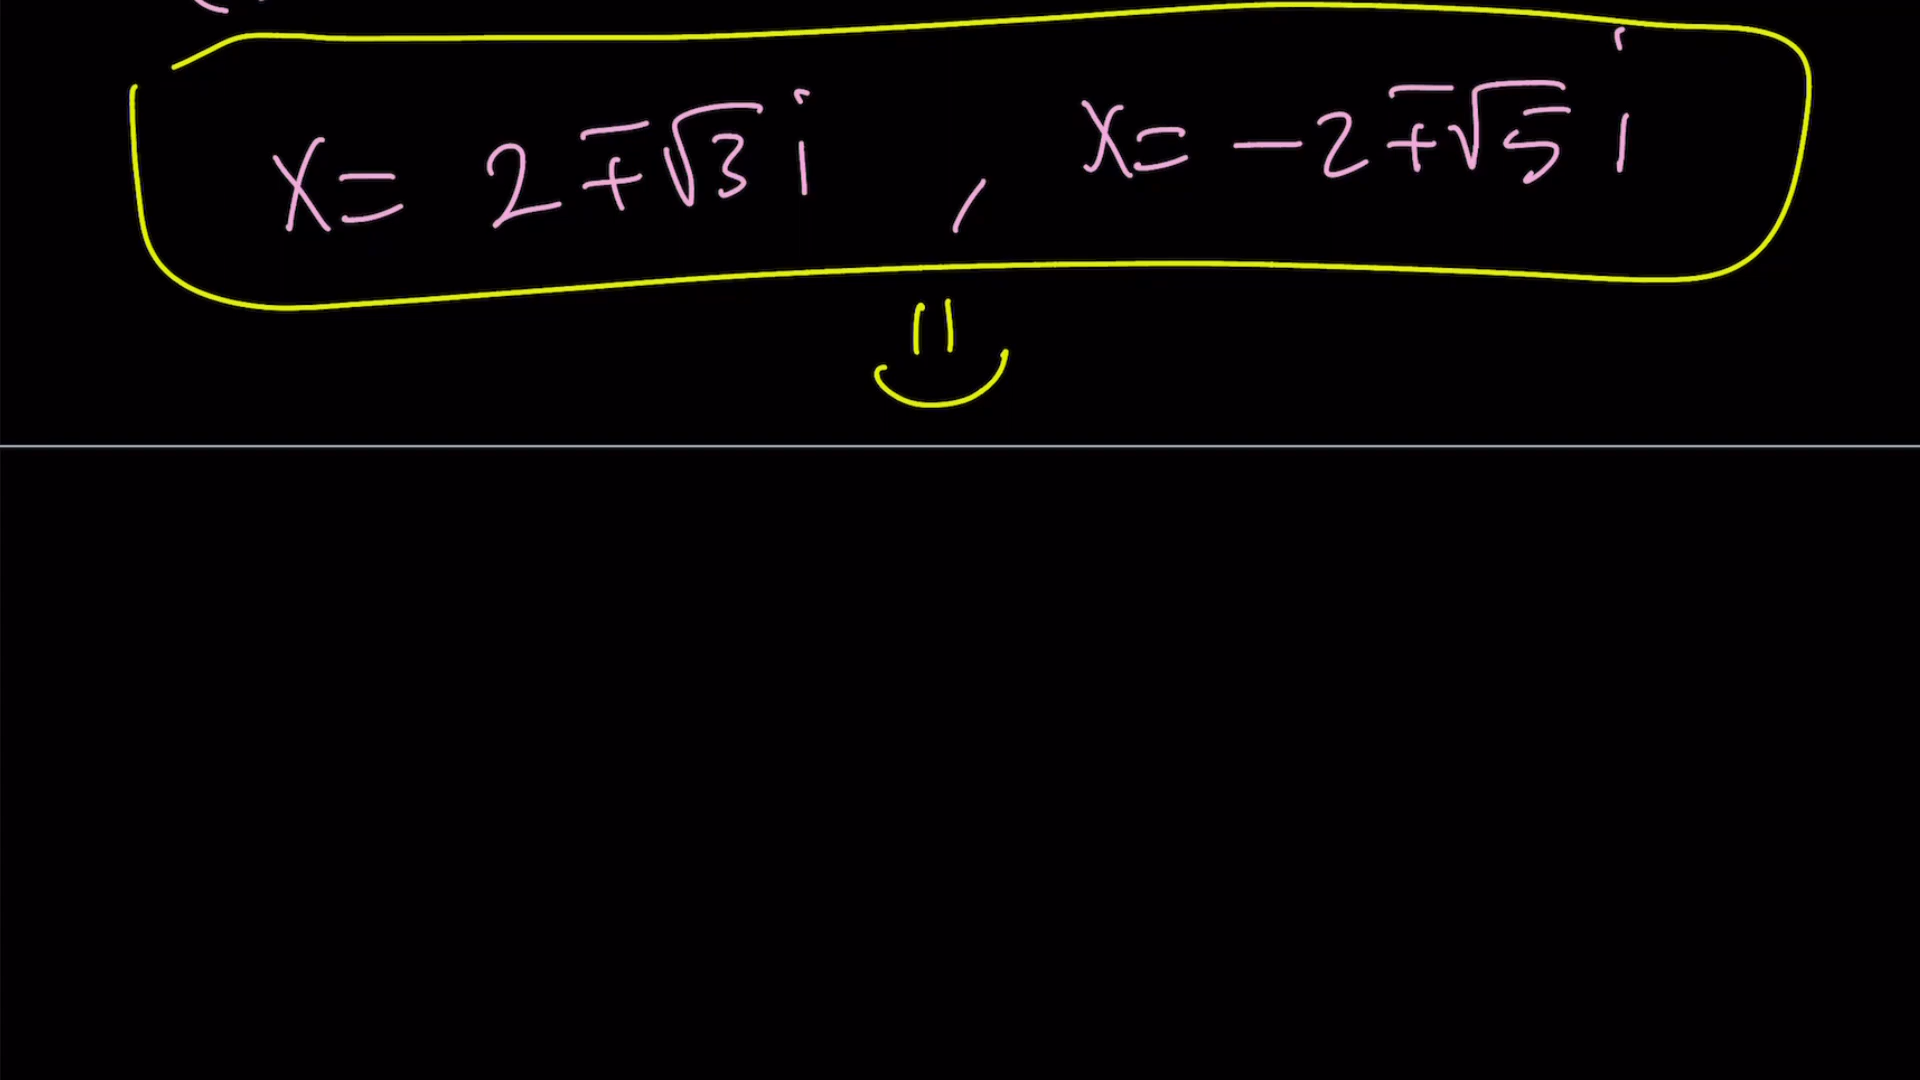 x = 2 ∓ √3 i , x = -2 ∓ √5 i